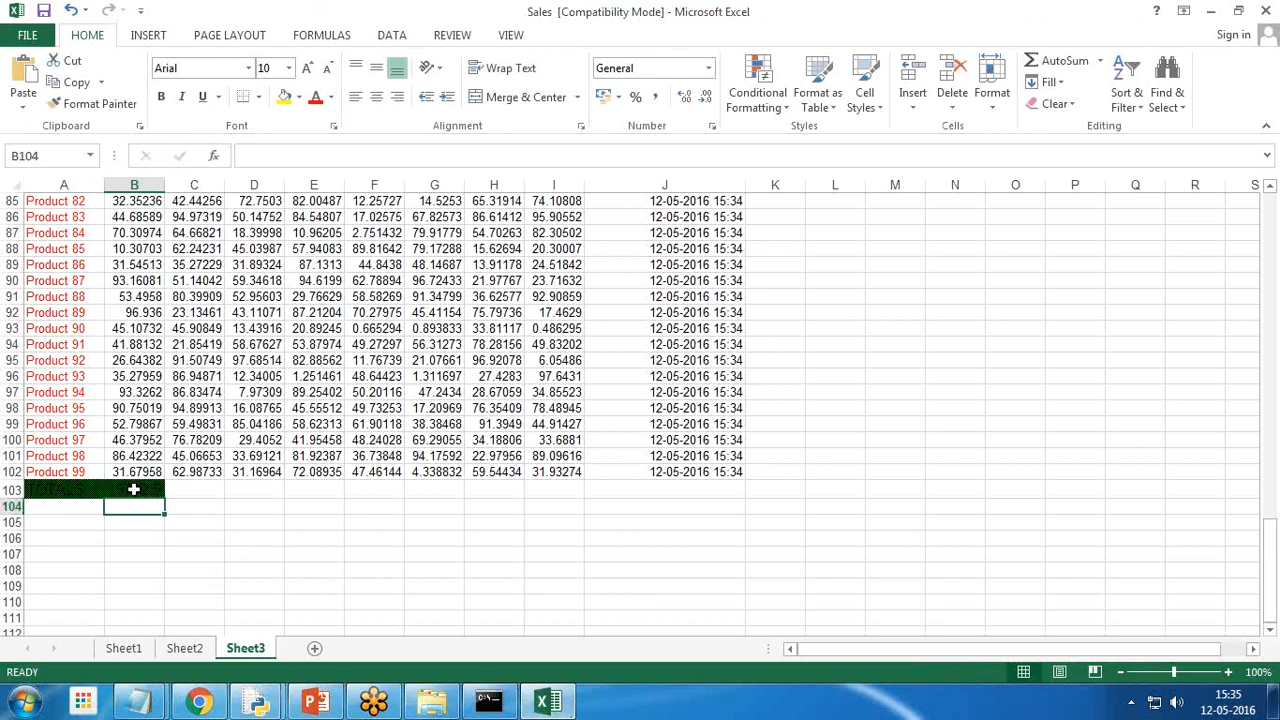 Sales [Compatibility Mode] - Microsoft Excel
FILE HOME INSERT PAGE LAYOUT FORMULAS DATA REVIEW VIEW Sign in
Paste Cut Copy Format Painter Clipboard
Arial 10 Font
Wrap Text Merge & Center Alignment
General Number
Conditional Formatting Format as Table Cell Styles Styles
Insert Delete Format Cells
AutoSum Fill Clear Sort & Filter Find & Select Editing
B104
A B C D E F G H I J K L M N O P Q R S
85 Product 82 32.35236 42.44256 72.7503 82.00487 12.25727 14.5253 65.31914 74.10808 12-05-2016 15:34
86 Product 83 44.68589 94.97319 50.14752 84.54807 17.02575 67.82573 86.61412 95.90552 12-05-2016 15:34
87 Product 84 70.30974 64.66821 18.39998 10.96205 2.751432 79.91779 54.70263 82.30502 12-05-2016 15:34
88 Product 85 10.30703 62.24231 45.03987 57.94083 89.81642 79.17288 15.62694 20.30007 12-05-2016 15:34
89 Product 86 31.54513 35.27229 31.89324 87.1313 44.8438 48.14687 13.91178 24.51842 12-05-2016 15:34
90 Product 87 93.16081 51.14042 59.34618 94.6199 62.78894 96.72433 21.97767 23.71632 12-05-2016 15:34
91 Product 88 53.4958 80.39909 52.95603 29.76629 58.58269 91.34799 36.62577 92.90859 12-05-2016 15:34
92 Product 89 96.936 23.13461 43.11071 87.21204 70.27975 45.41154 75.79736 17.4629 12-05-2016 15:34
93 Product 90 45.10732 45.90849 13.43916 20.89245 0.665294 0.893833 33.81117 0.486295 12-05-2016 15:34
94 Product 91 41.88132 21.85419 58.67627 53.87974 49.27297 56.31273 78.28156 49.83202 12-05-2016 15:34
95 Product 92 26.64382 91.50749 97.68514 82.88562 11.76739 21.07661 96.92078 6.05486 12-05-2016 15:34
96 Product 93 35.27959 86.94871 12.34005 1.251461 48.64423 1.311697 27.4283 97.6431 12-05-2016 15:34
97 Product 94 93.3262 86.83474 7.97309 89.25402 50.20116 47.2434 28.67059 34.85523 12-05-2016 15:34
98 Product 95 90.75019 94.89913 16.08765 45.55512 49.73253 17.20969 76.35409 78.48945 12-05-2016 15:34
99 Product 96 52.79867 59.49831 85.04186 58.62313 61.90118 38.38468 91.3949 44.91427 12-05-2016 15:34
100 Product 97 46.37952 76.78209 29.4052 41.95458 48.24028 69.29055 34.18806 33.6881 12-05-2016 15:34
101 Product 98 86.42322 45.06653 33.69121 81.92387 36.73848 94.17592 22.97956 89.09616 12-05-2016 15:34
102 Product 99 31.67958 62.98733 31.16964 72.08935 47.46144 4.338832 59.54434 31.93274 12-05-2016 15:34
103
104
105
106
107
108
109
110
111
112
Sheet1 Sheet2 Sheet3
READY 100%
15:35
12-05-2016